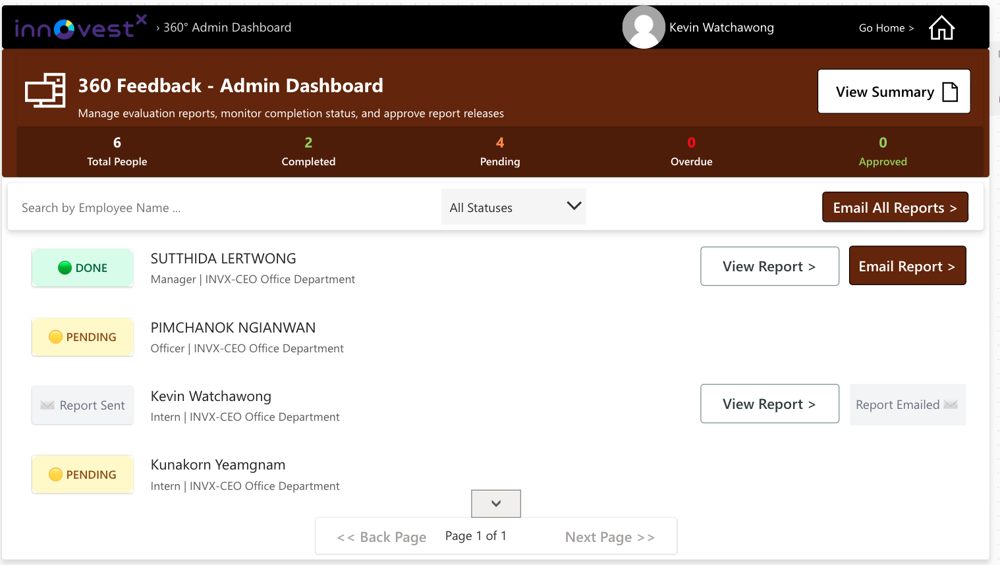 innovestx › 360° Admin Dashboard
Kevin Watchawong
Go Home >
360 Feedback - Admin Dashboard
Manage evaluation reports, monitor completion status, and approve report releases
View Summary
6 2 4 0 0
Total People Completed Pending Overdue Approved
Search by Employee Name ...
All Statuses
Email All Reports >
DONE
SUTTHIDA LERTWONG
Manager | INVX-CEO Office Department
View Report >
Email Report >
PENDING
PIMCHANOK NGIANWAN
Officer | INVX-CEO Office Department
Report Sent
Kevin Watchawong
Intern | INVX-CEO Office Department
View Report >
Report Emailed
PENDING
Kunakorn Yeamgnam
Intern | INVX-CEO Office Department
<< Back Page Page 1 of 1 Next Page >>